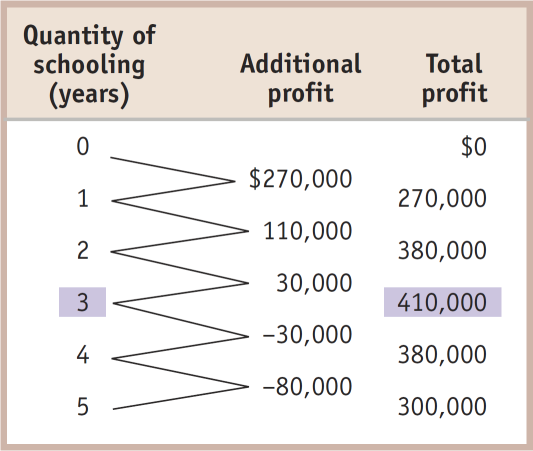 Quantity of
schooling
(years)
Additional
profit
Total
profit
0 $0
$270,000
1 270,000
110,000
2 380,000
30,000
3 410,000
–30,000
4 380,000
–80,000
5 300,000